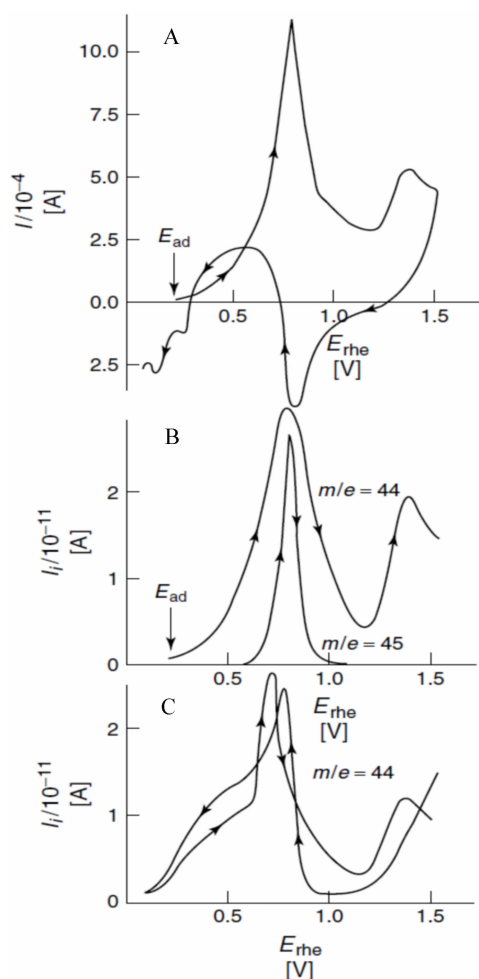 A
10.0
7.5
5.0
2.5
0.0
2.5
I/10⁻⁴
[A]
E_ad
0.5
1.0
1.5
E_rhe
[V]
B
2
1
0
I_i/10⁻¹¹
[A]
m/e = 44
E_ad
m/e = 45
0.5
1.0
1.5
E_rhe
[V]
C
2
1
0
I_i/10⁻¹¹
[A]
m/e = 44
0.5
1.0
1.5
E_rhe
[V]